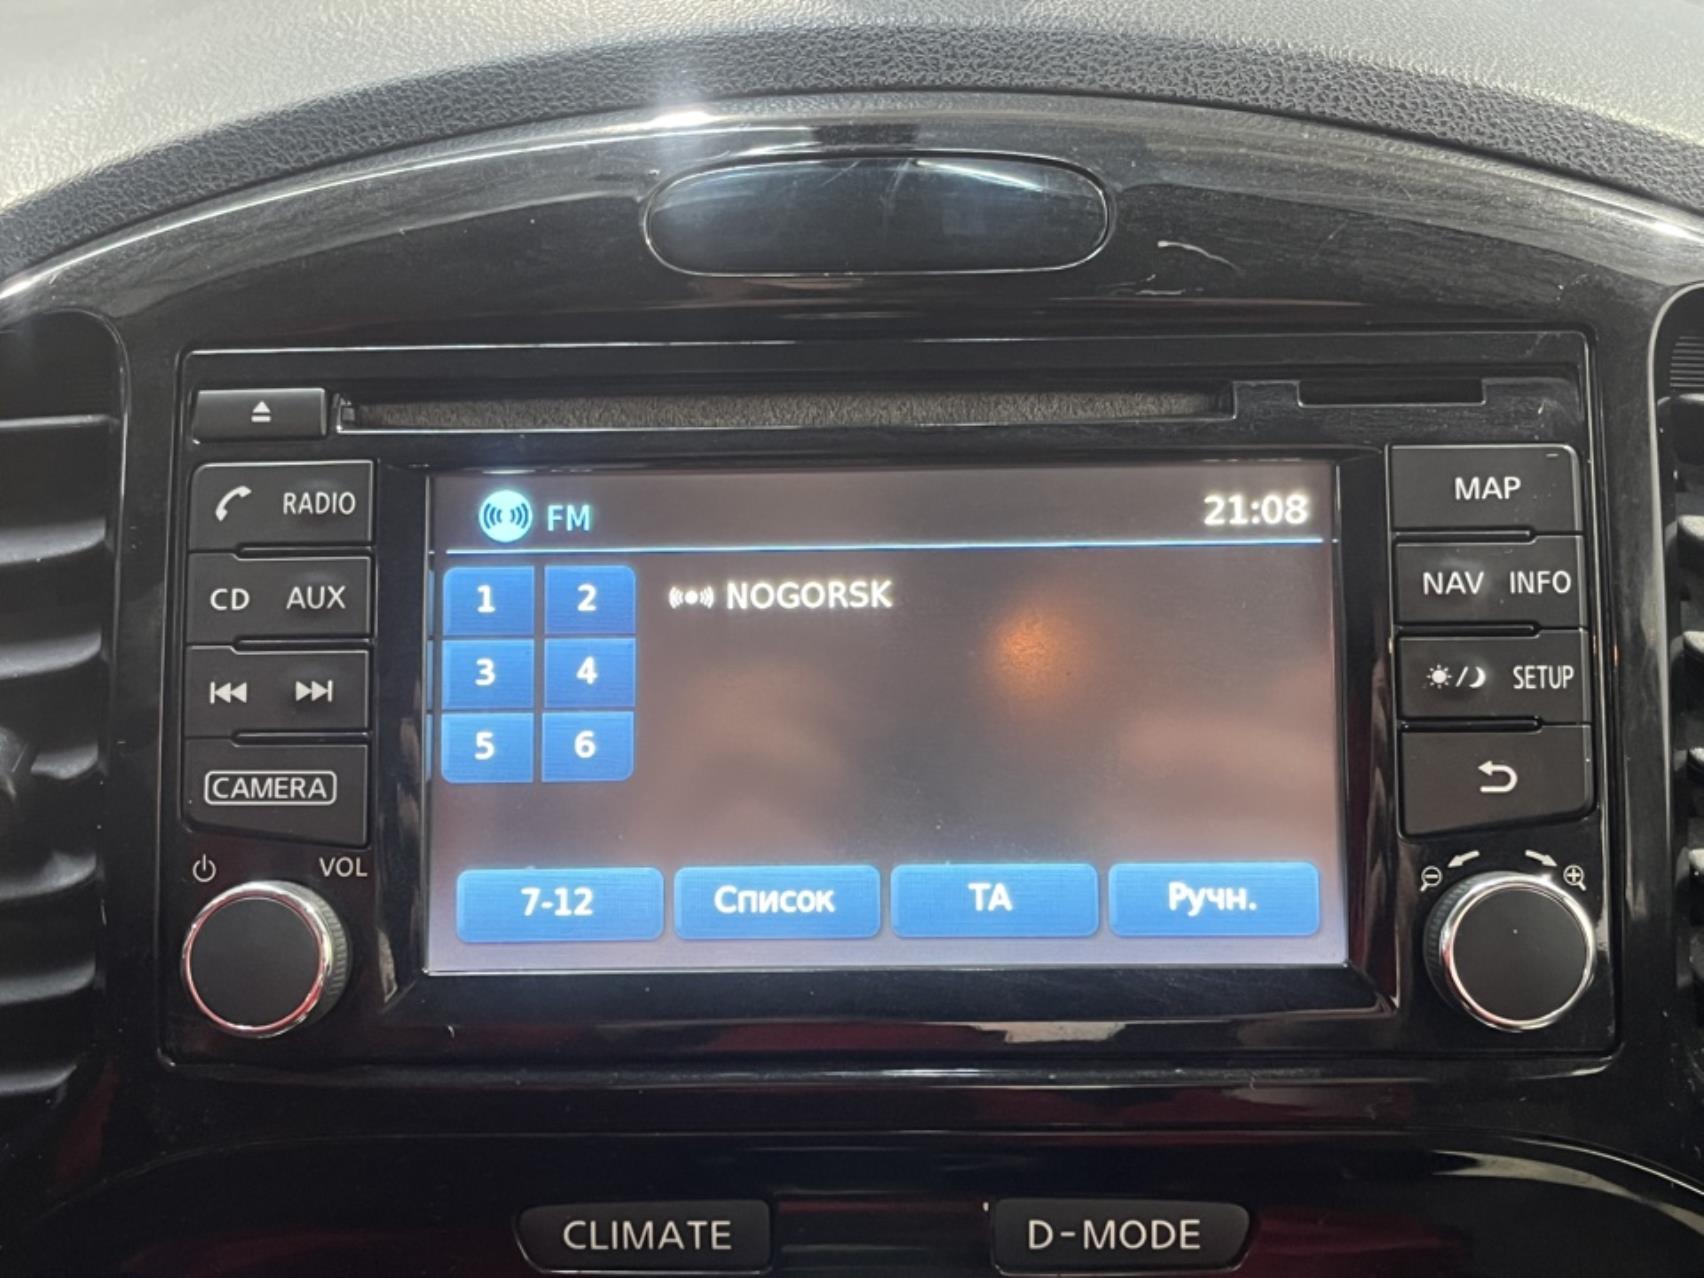 RADIO
CD AUX
CAMERA
VOL
FM 21:08
1 2 NOGORSK
3 4
5 6
7-12 Список TA Ручн.
MAP
NAV INFO
SETUP
CLIMATE D-MODE